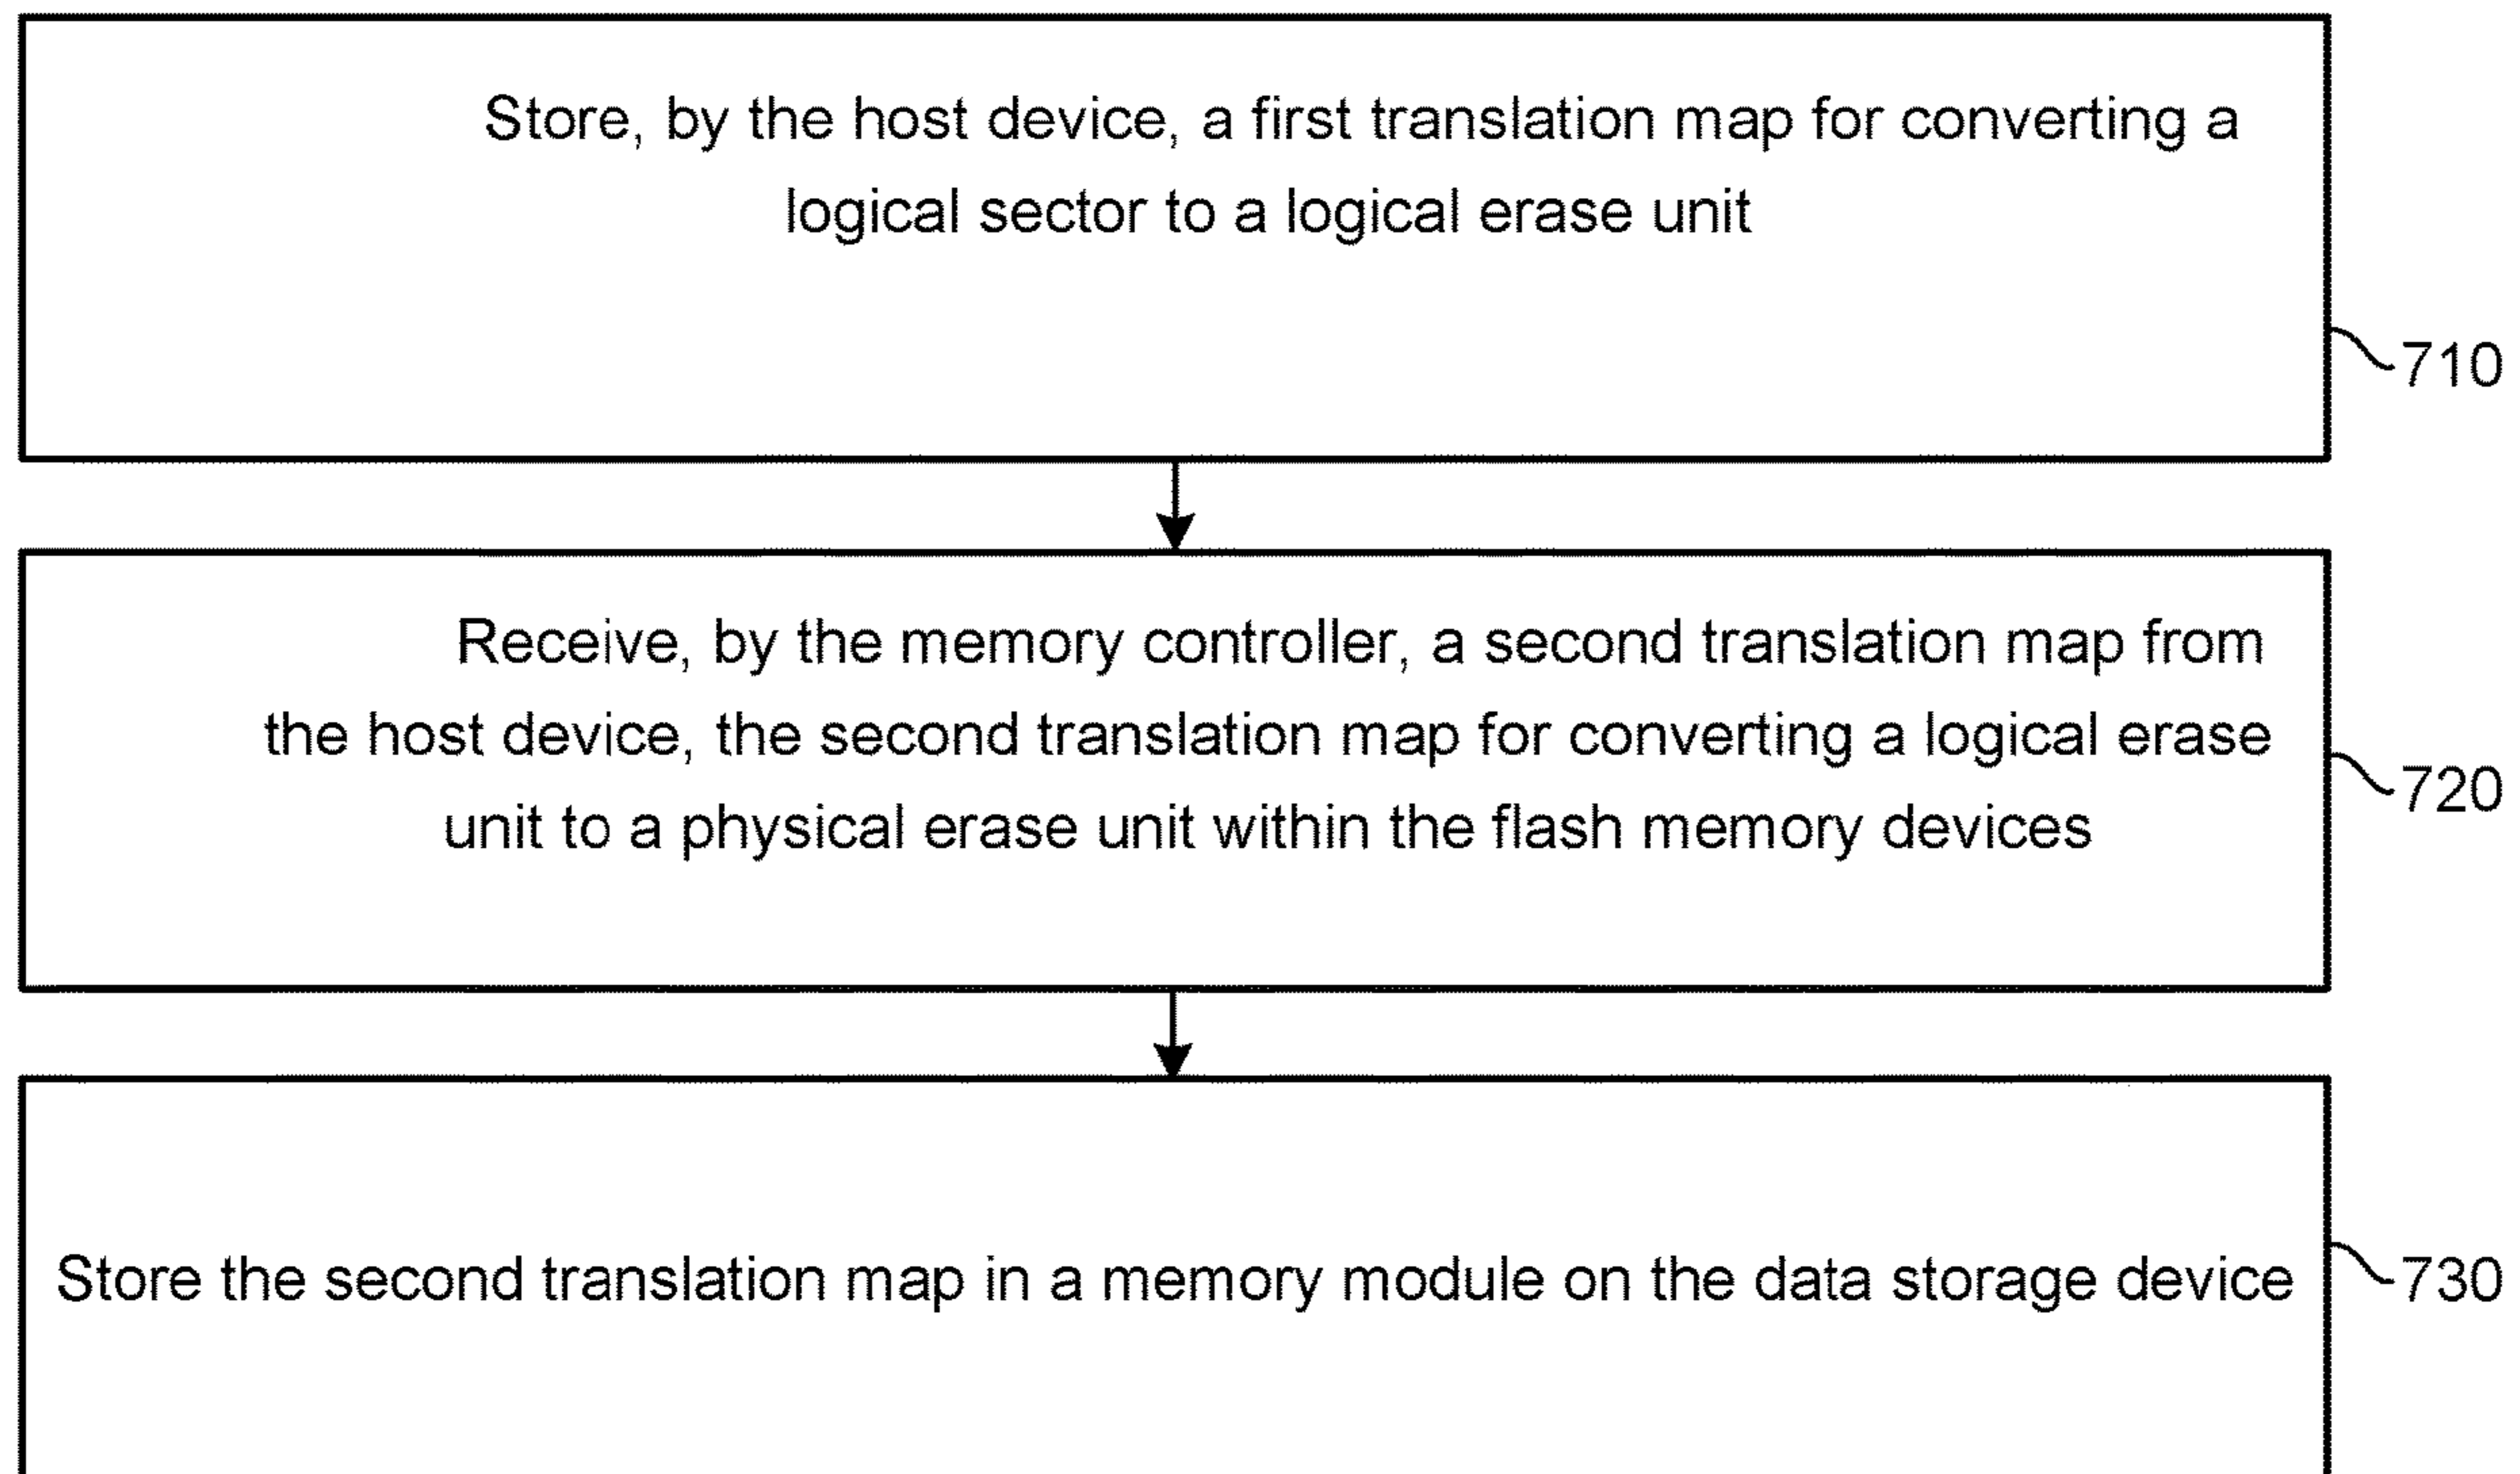 Store, by the host device, a first translation map for converting a
logical sector to a logical erase unit
710
Receive, by the memory controller, a second translation map from
the host device, the second translation map for converting a logical erase
unit to a physical erase unit within the flash memory devices
720
Store the second translation map in a memory module on the data storage device
730